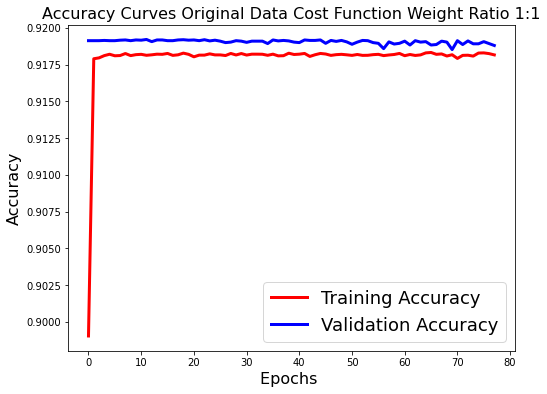 Accuracy Curves Original Data Cost Function Weight Ratio 1:1
0.9200
0.9175
0.9150
0.9125
0.9100
0.9075
0.9050
0.9025
0.9000
Accuracy
Training Accuracy
Validation Accuracy
0 10 20 30 40 50 60 70 80
Epochs